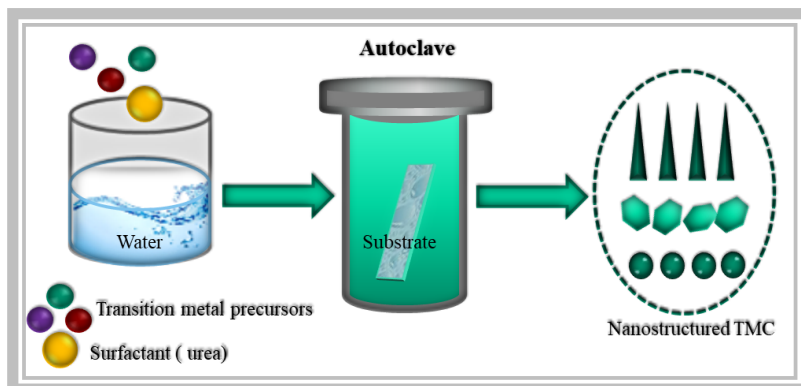 Autoclave
Water
Substrate
Transition metal precursors
Surfactant ( urea)
Nanostructured TMC